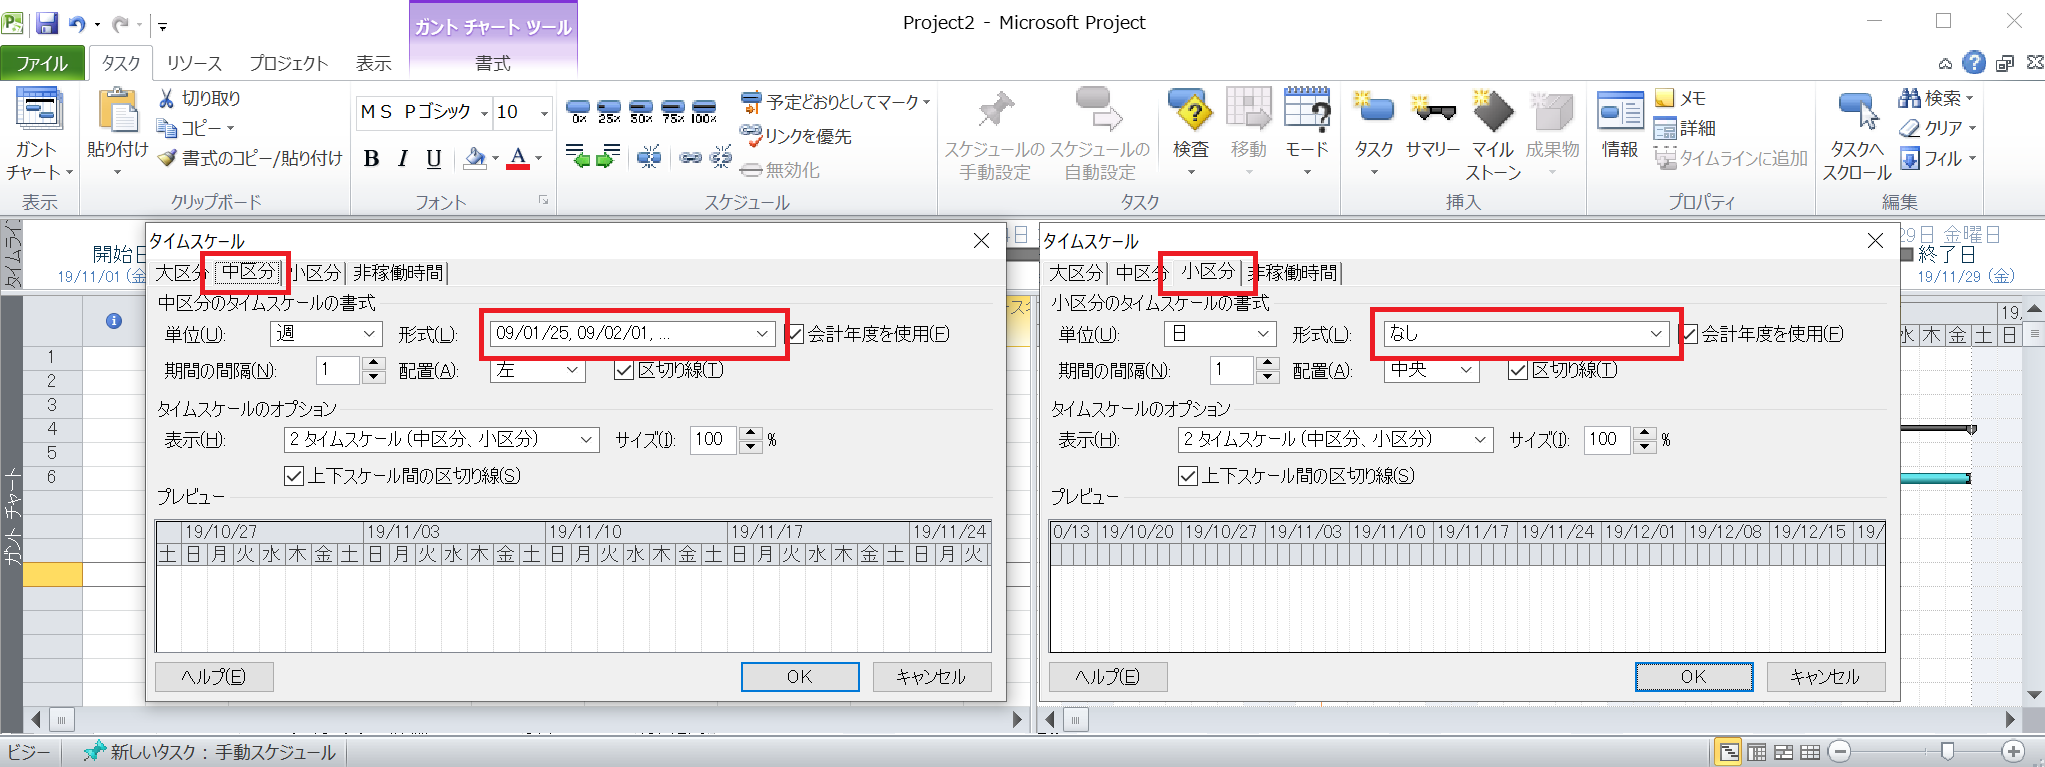 Project2 - Microsoft Project
ガント チャート ツール
ファイル タスク リソース プロジェクト 表示 書式
ガント
チャート
表示
貼り付け
切り取り
コピー
書式のコピー/貼り付け
クリップボード
ＭＳ Ｐゴシック 10
B I U A
フォント
0% 25% 50% 75% 100%
予定どおりとしてマーク
リンクを優先
無効化
スケジュール
スケジュールの
手動設定
スケジュールの
自動設定
検査 移動 モード
タスク
タスク サマリー マイル
ストーン
成果物
挿入
情報
メモ
詳細
タイムラインに追加
プロパティ
タスクへ
スクロール
検索
クリア
フィル
編集
タイムライ
開始日
19/11/01 (金
タイムスケール
大区分 中区分 小区分 非稼働時間
中区分のタイムスケールの書式
単位(U): 週 形式(L): 09/01/25, 09/02/01, ... 会計年度を使用(F)
期間の間隔(N): 1 配置(A): 左 区切り線(T)
タイムスケールのオプション
表示(H): 2 タイムスケール (中区分、小区分) サイズ(I): 100 %
上下スケール間の区切り線(S)
プレビュー
19/10/27 19/11/03 19/11/10 19/11/17 19/11/24
土 日 月 火 水 木 金 土 日 月 火 水 木 金 土 日 月 火 水 木 金 土 日 月 火 水 木 金 土 日 月 火
ヘルプ(E) OK キャンセル
日
タイムスケール
大区分 中区分 小区分 非稼働時間
小区分のタイムスケールの書式
単位(U): 日 形式(L): なし 会計年度を使用(F)
期間の間隔(N): 1 配置(A): 中央 区切り線(T)
タイムスケールのオプション
表示(H): 2 タイムスケール (中区分、小区分) サイズ(I): 100 %
上下スケール間の区切り線(S)
プレビュー
0/13 19/10/20 19/10/27 19/11/03 19/11/10 19/11/17 19/11/24 19/12/01 19/12/08 19/12/15 19/
ヘルプ(E) OK キャンセル
29日 金曜日
終了日
19/11/29 (金)
19,
水 木 金 土 日
1
2
3
4
5
6
ガント チャート
ビジー 新しいタスク : 手動スケジュール